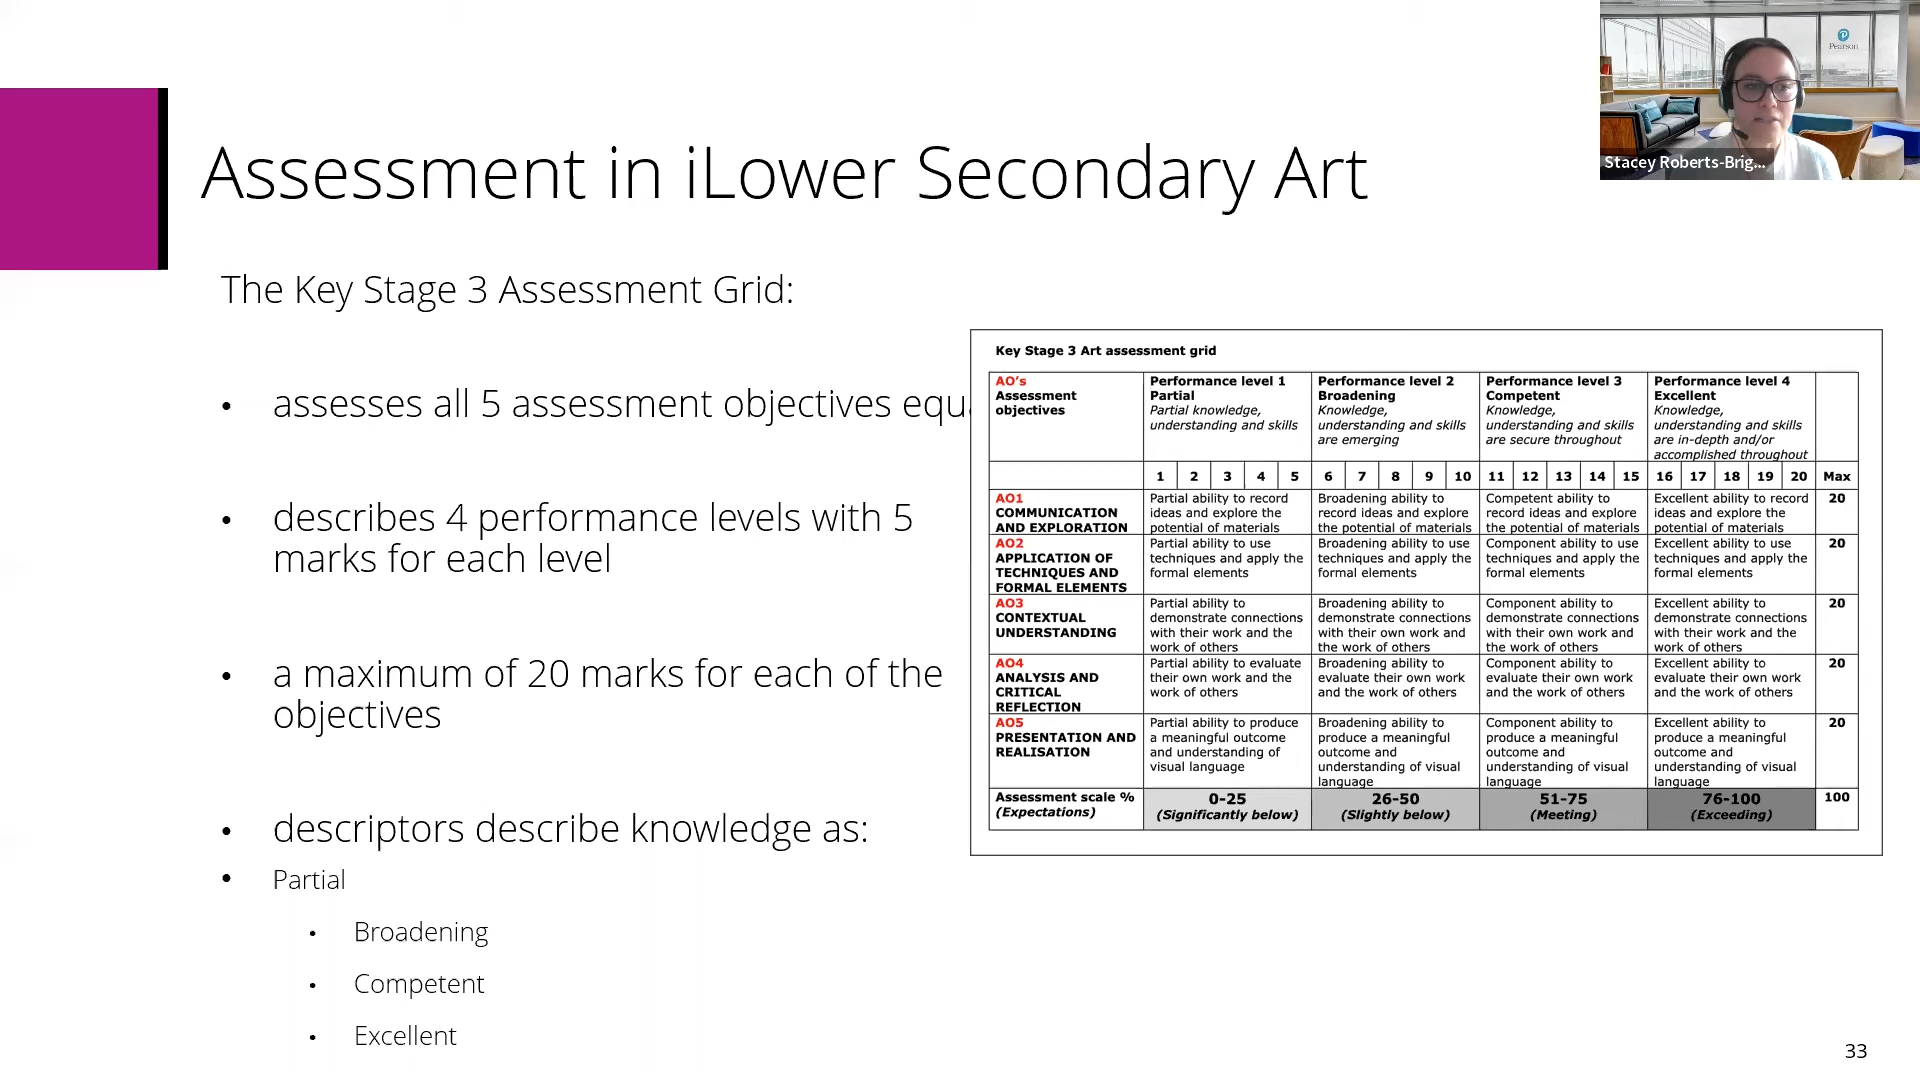 Pearson
Stacey Roberts-Brig...
Assessment in iLower Secondary Art
The Key Stage 3 Assessment Grid:
• assesses all 5 assessment objectives equa
• describes 4 performance levels with 5
marks for each level
• a maximum of 20 marks for each of the
objectives
• descriptors describe knowledge as:
• Partial
• Broadening
• Competent
• Excellent
Key Stage 3 Art assessment grid
AO's
Assessment
objectives
Performance level 1
Partial
Partial knowledge,
understanding and skills
Performance level 2
Broadening
Knowledge,
understanding and skills
are emerging
Performance level 3
Competent
Knowledge,
understanding and skills
are secure throughout
Performance level 4
Excellent
Knowledge,
understanding and skills
are in-depth and/or
accomplished throughout
1 2 3 4 5 6 7 8 9 10 11 12 13 14 15 16 17 18 19 20 Max
AO1
COMMUNICATION
AND EXPLORATION
Partial ability to record
ideas and explore the
potential of materials
Broadening ability to
record ideas and explore
the potential of materials
Competent ability to
record ideas and explore
the potential of materials
Excellent ability to record
ideas and explore the
potential of materials
20
AO2
APPLICATION OF
TECHNIQUES AND
FORMAL ELEMENTS
Partial ability to use
techniques and apply the
formal elements
Broadening ability to use
techniques and apply the
formal elements
Component ability to use
techniques and apply the
formal elements
Excellent ability to use
techniques and apply the
formal elements
20
AO3
CONTEXTUAL
UNDERSTANDING
Partial ability to
demonstrate connections
with their work and the
work of others
Broadening ability to
demonstrate connections
with their own work and
the work of others
Component ability to
demonstrate connections
with their own work and
the work of others
Excellent ability to
demonstrate connections
with their work and the
work of others
20
AO4
ANALYSIS AND
CRITICAL
REFLECTION
Partial ability to evaluate
their own work and the
work of others
Broadening ability to
evaluate their own work
and the work of others
Component ability to
evaluate their own work
and the work of others
Excellent ability to
evaluate their own work
and the work of others
20
AO5
PRESENTATION AND
REALISATION
Partial ability to produce
a meaningful outcome
and understanding of
visual language
Broadening ability to
produce a meaningful
outcome and
understanding of visual
language
Component ability to
produce a meaningful
outcome and
understanding of visual
language
Excellent ability to
produce a meaningful
outcome and
understanding of visual
language
20
Assessment scale %
(Expectations)
0-25
(Significantly below)
26-50
(Slightly below)
51-75
(Meeting)
76-100
(Exceeding)
100
33